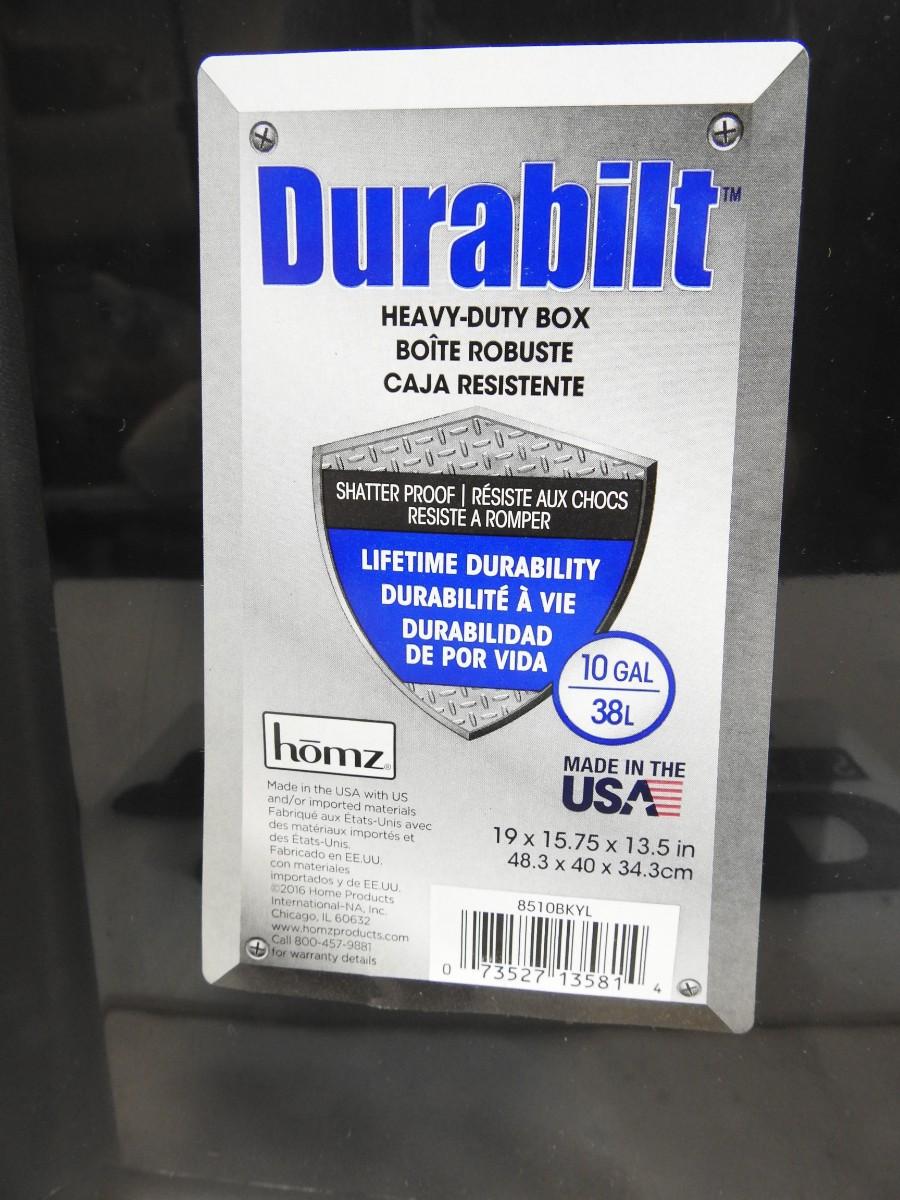 Durabilt™
HEAVY-DUTY BOX
BOÎTE ROBUSTE
CAJA RESISTENTE
SHATTER PROOF | RÉSISTE AUX CHOCS
RESISTE A ROMPER
LIFETIME DURABILITY
DURABILITÉ À VIE
DURABILIDAD
DE POR VIDA
10 GAL
38L
hōmz®
MADE IN THE
USA
Made in the USA with US
and/or imported materials
Fabriqué aux États-Unis avec
des matériaux importés et
des États-Unis.
Fabricado en EE.UU.
con materiales
importados y de EE.UU.
©2016 Home Products
International-NA, Inc.
Chicago, IL 60632
www.homzproducts.com
Call 800-457-9881
for warranty details
19 x 15.75 x 13.5 in
48.3 x 40 x 34.3cm
8510BKYL
0 73527 13581 4